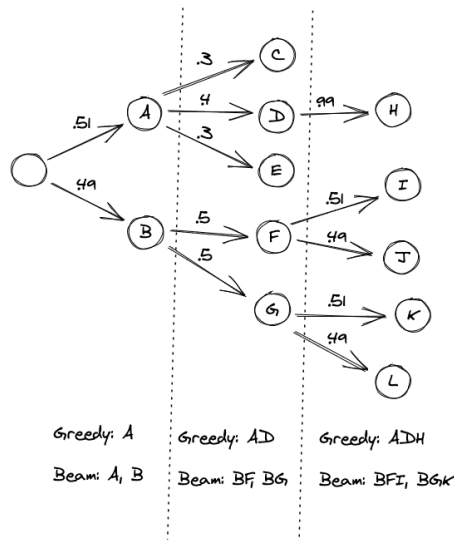 C
.3
.51
A
.4
D
.99
H
.3
E
I
.49
B
.5
F
.51
.49
J
.5
G
.51
K
.49
L
Greedy: A
Greedy: AD
Greedy: ADH
Beam: A, B
Beam: BF, BG
Beam: BFI, BGK